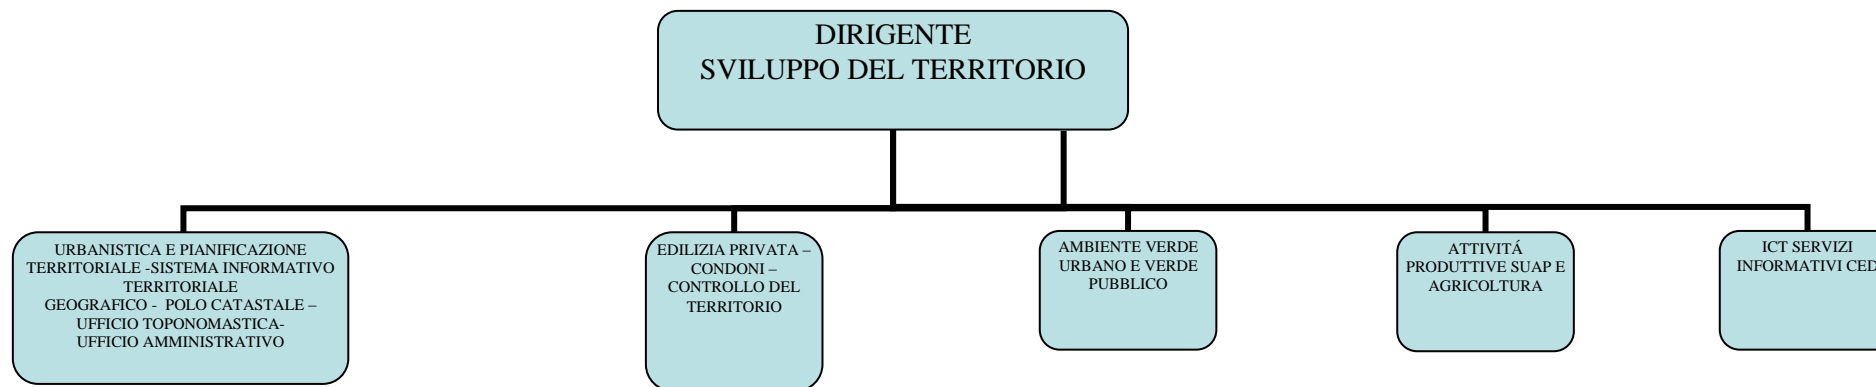 DIRIGENTE
SVILUPPO DEL TERRITORIO
URBANISTICA E PIANIFICAZIONE
TERRITORIALE -SISTEMA INFORMATIVO
TERRITORIALE
GEOGRAFICO - POLO CATASTALE –
UFFICIO TOPONOMASTICA-
UFFICIO AMMINISTRATIVO
EDILIZIA PRIVATA –
CONDONI –
CONTROLLO DEL
TERRITORIO
AMBIENTE VERDE
URBANO E VERDE
PUBBLICO
ATTIVITÁ
PRODUTTIVE SUAP E
AGRICOLTURA
ICT SERVIZI
INFORMATIVI CED